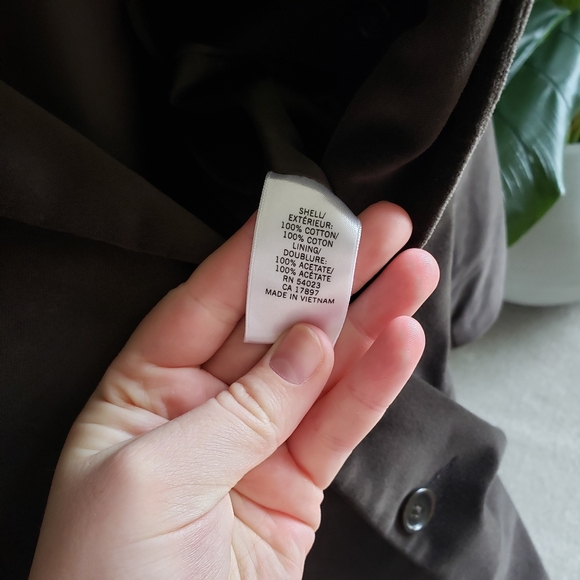 SHELL/
EXTÉRIEUR:
100% COTTON/
100% COTON
LINING/
DOUBLURE:
100% ACETATE/
100% ACÉTATE
RN 54023
CA 17897
MADE IN VIETNAM